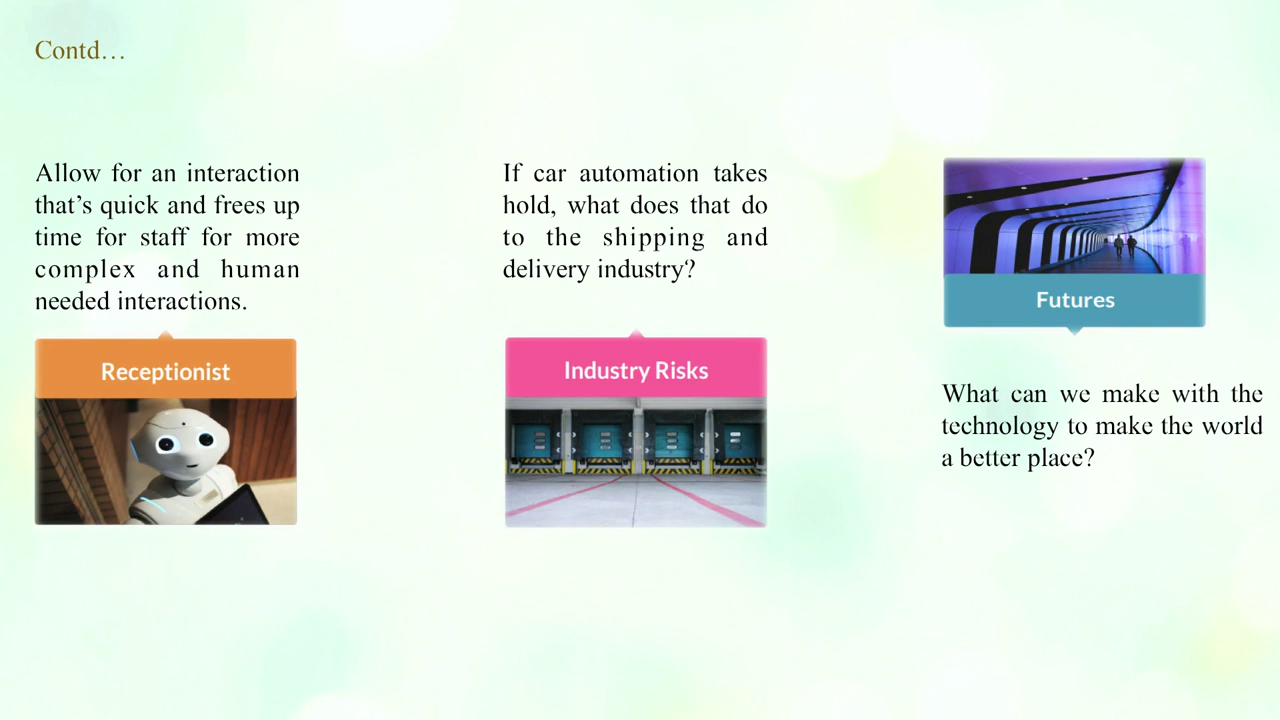 Contd…
Allow for an interaction
that’s quick and frees up
time for staff for more
complex and human
needed interactions.
Receptionist
If car automation takes
hold, what does that do
to the shipping and
delivery industry?
Industry Risks
Futures
What can we make with the
technology to make the world
a better place?